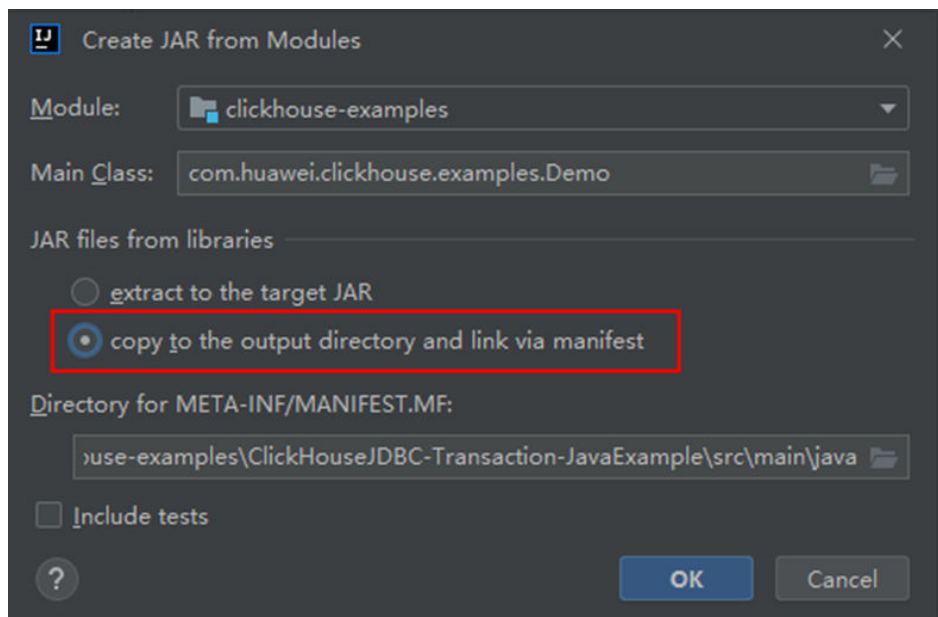 IJ
Create JAR from Modules
Module: clickhouse-examples
Main Class: com.huawei.clickhouse.examples.Demo
JAR files from libraries
extract to the target JAR
copy to the output directory and link via manifest
Directory for META-INF/MANIFEST.MF:
use-examples\ClickHouseJDBC-Transaction-JavaExample\src\main\java
Include tests
? OK Cancel